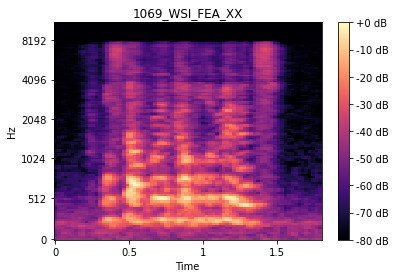 1069_WSI_FEA_XX
8192
4096
2048
1024
512
0
Hz
0
0.5
1
1.5
Time
+0 dB
-10 dB
-20 dB
-30 dB
-40 dB
-50 dB
-60 dB
-70 dB
-80 dB